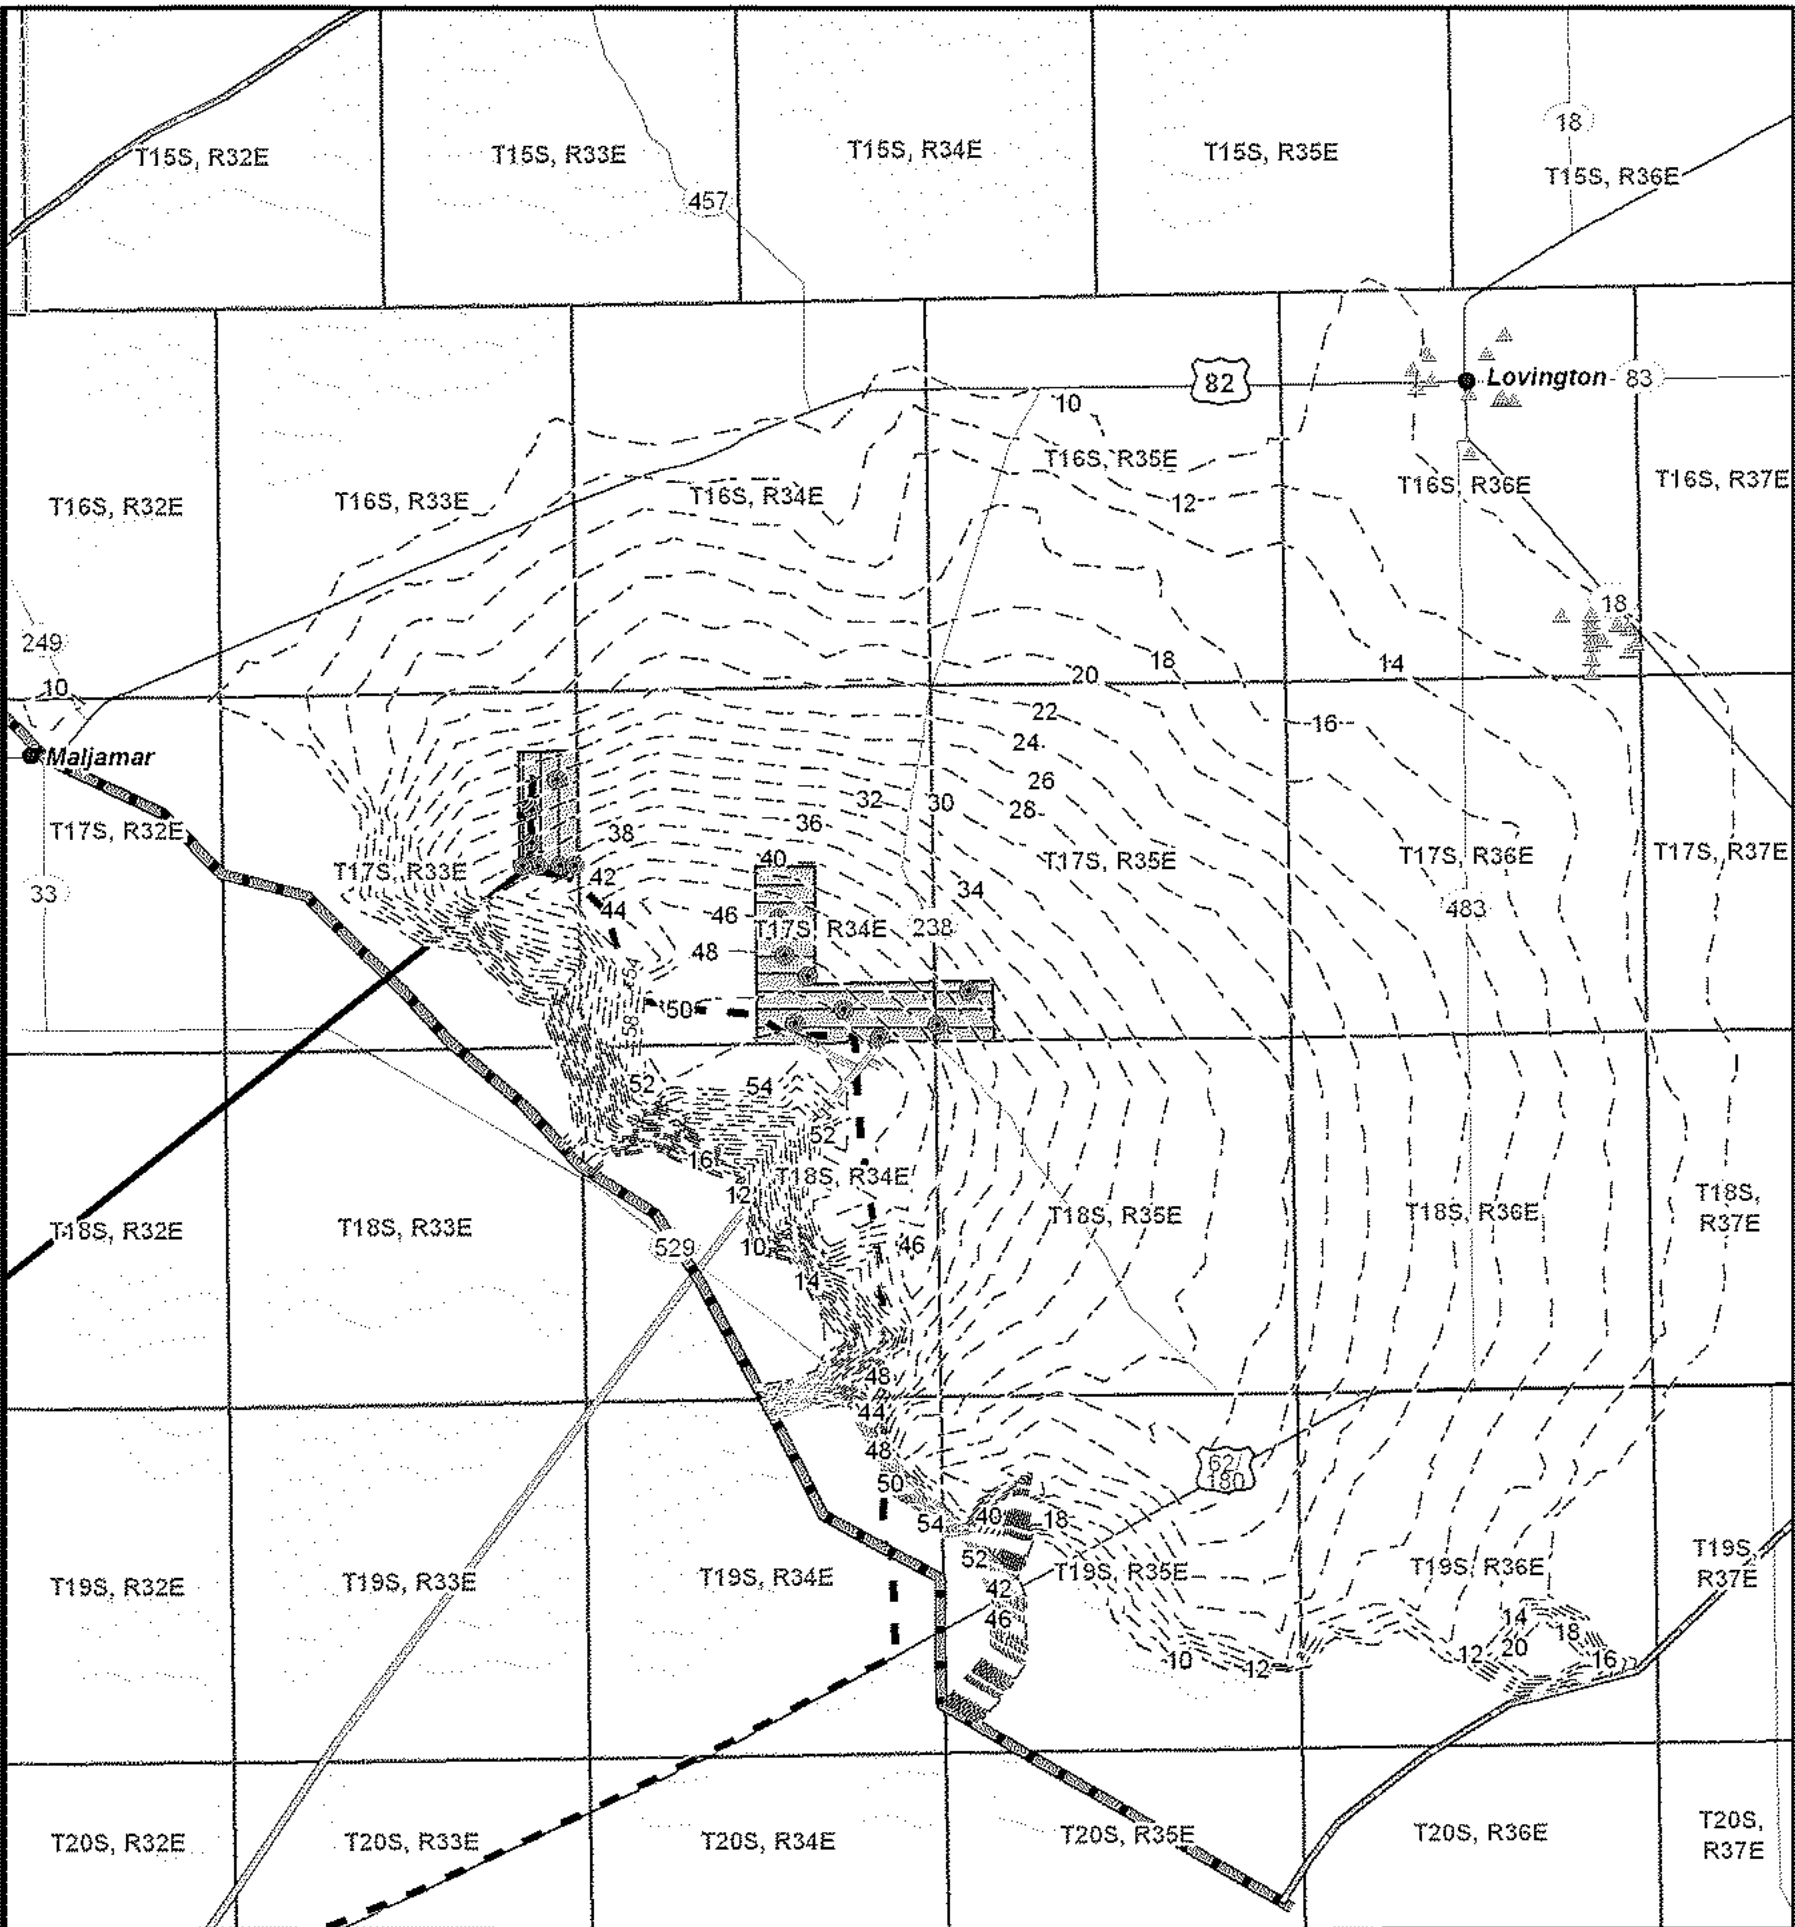 T15S, R32E
T15S, R33E
T15S, R34E
T15S, R35E
18
T15S, R36E
457
82
Lovington
83
10
T16S, R35E
T16S, R32E
T16S, R33E
T16S, R34E
12
T16S, R36E
T16S, R37E
18
249
10
20
18
14
22
16
24
Maljamar
26
32
30
28
T17S, R32E
38
36
T17S, R33E
40
T17S, R35E
T17S, R36E
T17S, R37E
33
42
34
44
46
T17S, R34E
238
483
48
54
50
58
52
54
52
16
T18S, R34E
12
T18S, R32E
T18S, R33E
529
10
46
T18S, R35E
T18S, R36E
T18S,
R37E
14
48
44
48
50
62/
180
54
40
18
52
T19S, R32E
T19S, R33E
T19S, R34E
42
T19S, R35E
T19S, R36E
T19S,
R37E
46
14
18
10
12
12
20
16
T20S, R32E
T20S, R33E
T20S, R34E
T20S, R35E
T20S, R36E
T20S,
R37E